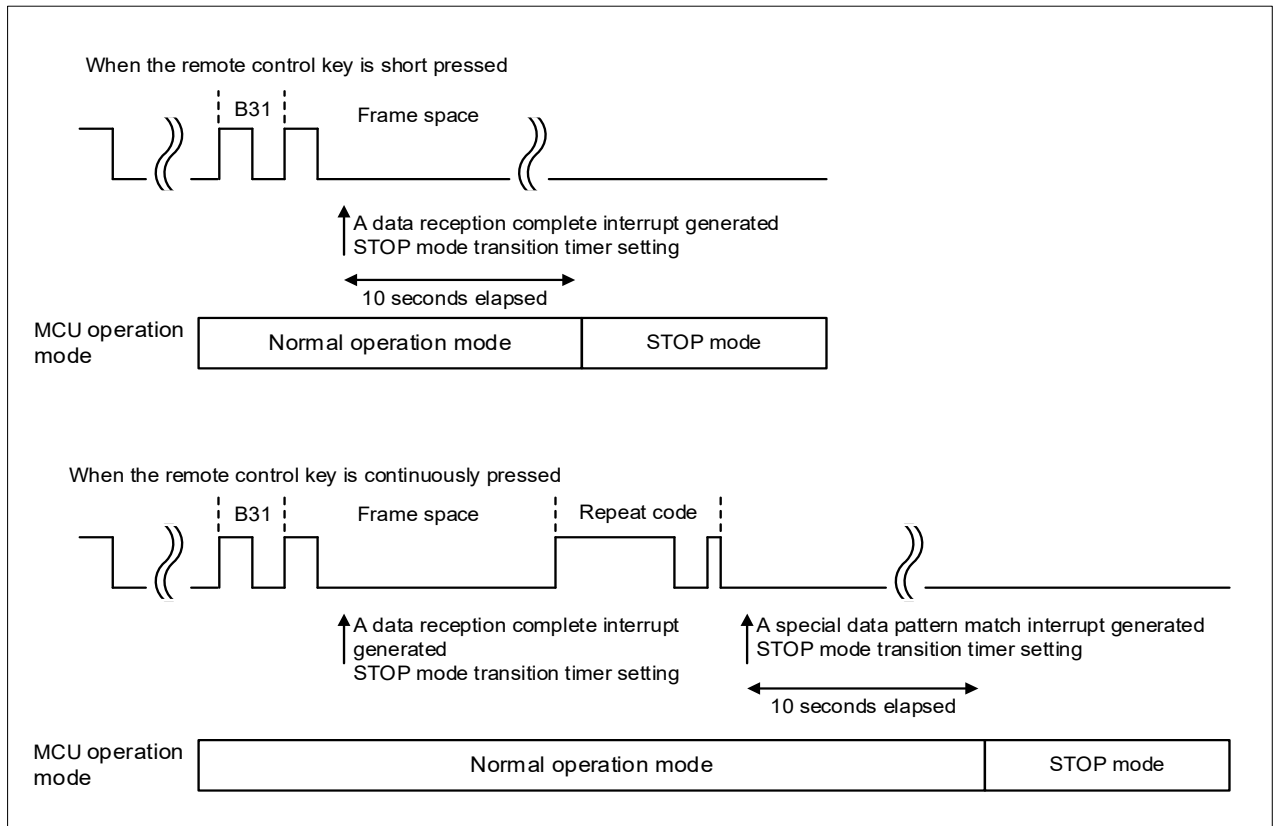 When the remote control key is short pressed
B31
Frame space
A data reception complete interrupt generated
STOP mode transition timer setting
10 seconds elapsed
MCU operation
mode
Normal operation mode
STOP mode
When the remote control key is continuously pressed
B31
Frame space
Repeat code
A data reception complete interrupt
generated
STOP mode transition timer setting
A special data pattern match interrupt generated
STOP mode transition timer setting
10 seconds elapsed
MCU operation
mode
Normal operation mode
STOP mode